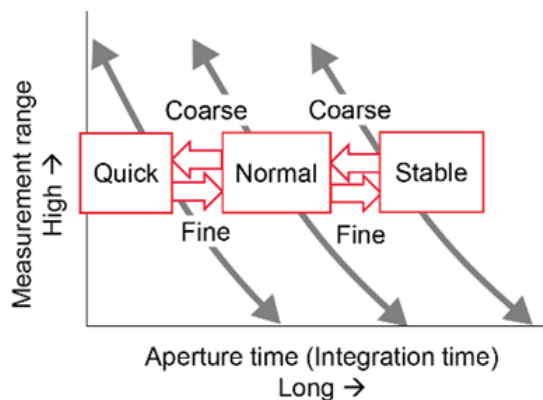 Measurement range
High →
Coarse
Coarse
Quick
Normal
Stable
Fine
Fine
Aperture time (Integration time)
Long →